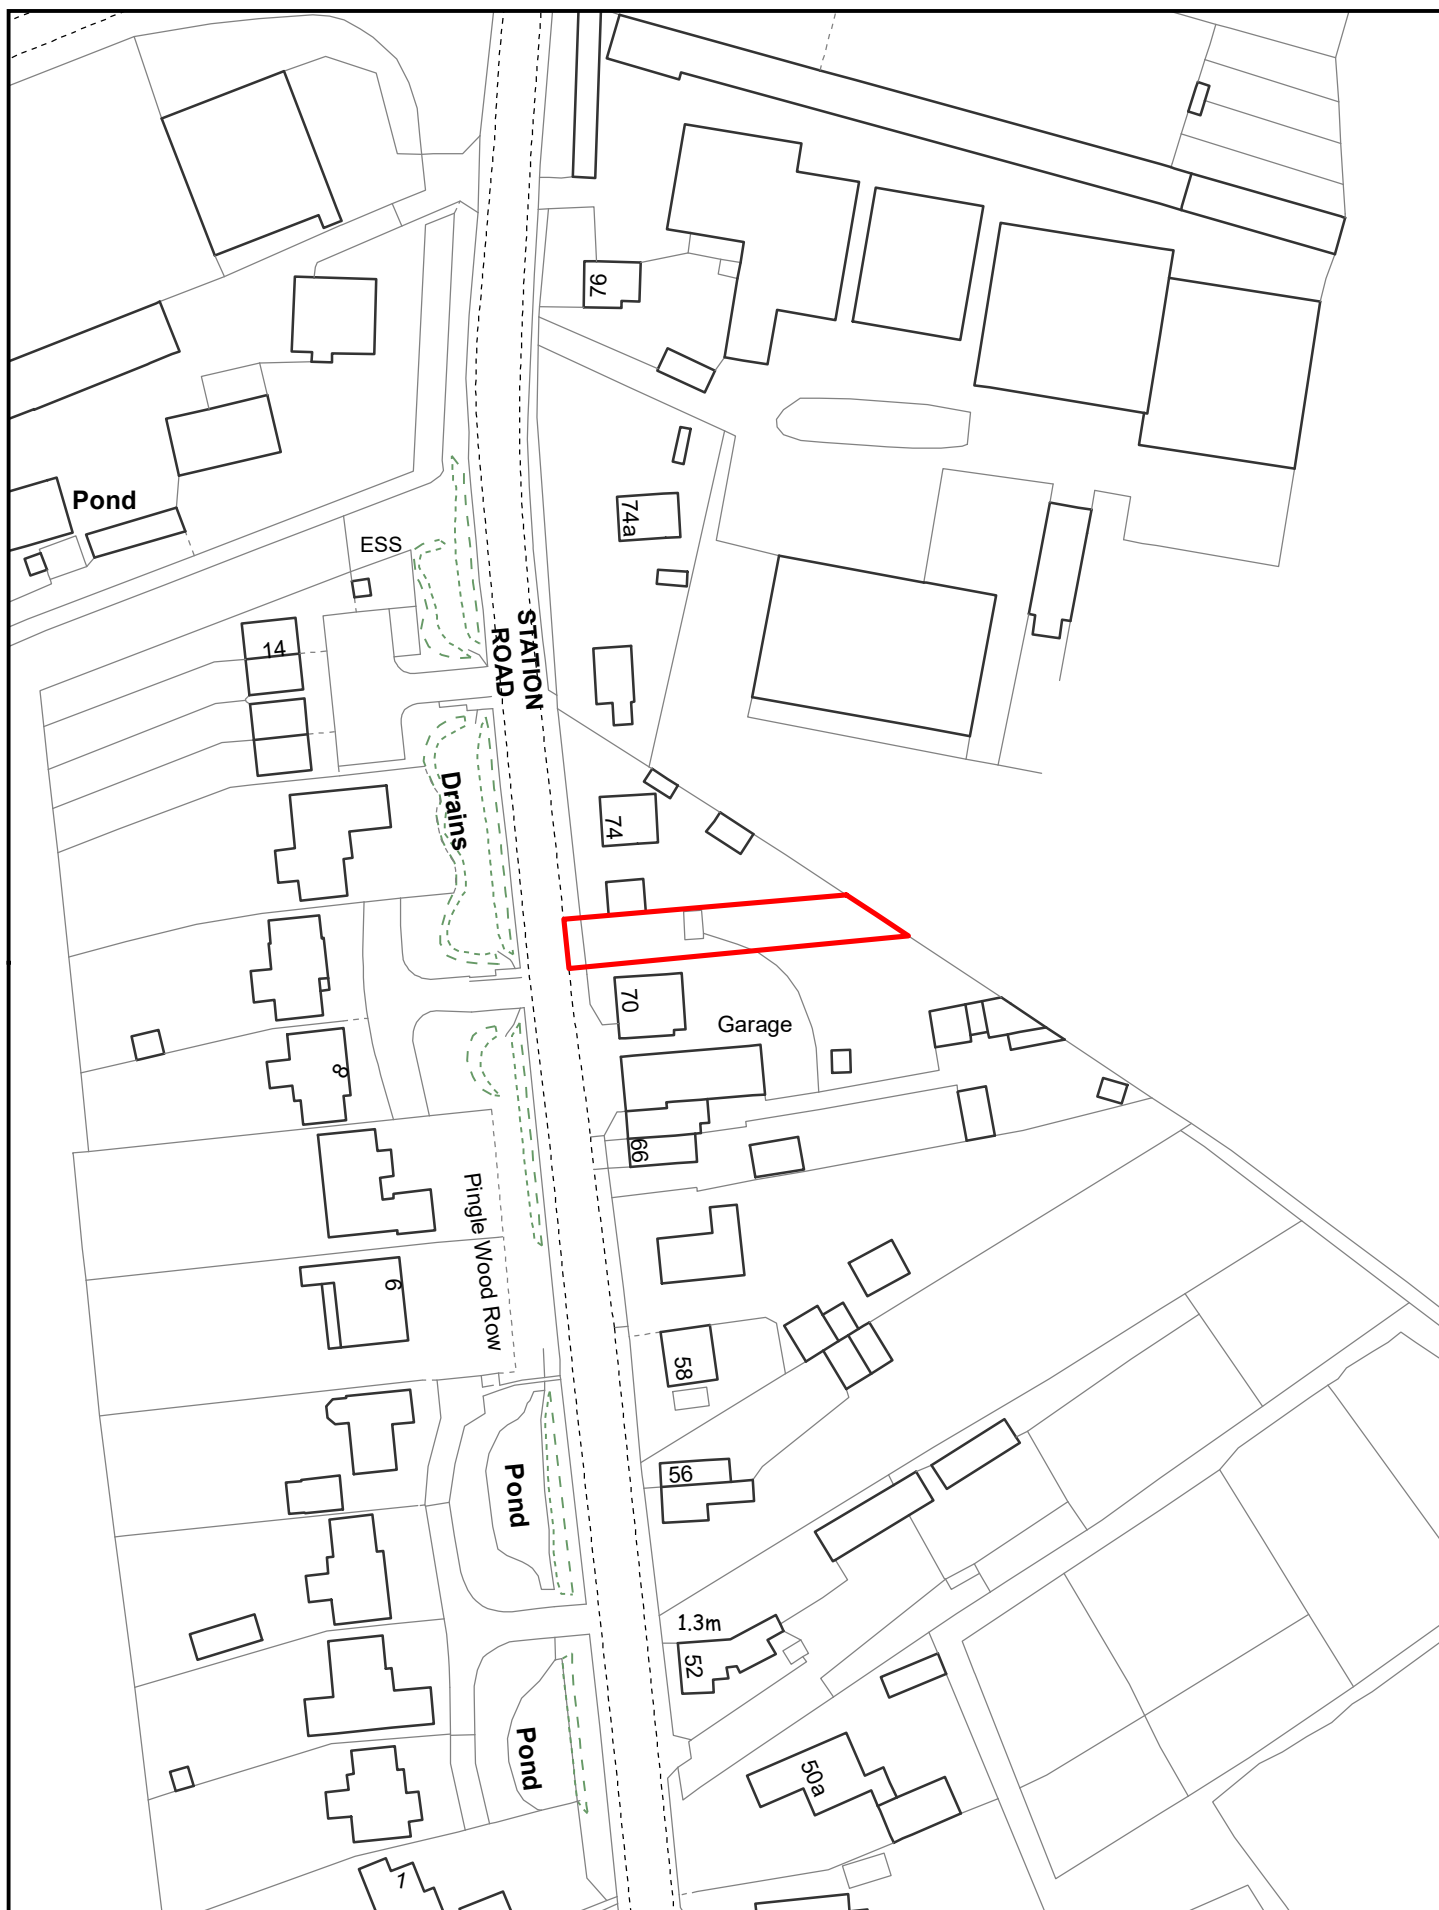 76
Pond
74a
ESS
STATION
ROAD
14
Drains
74
70
Garage
8
66
Pingle Wood Row
6
58
56
Pond
1.3m
52
Pond
50a
1